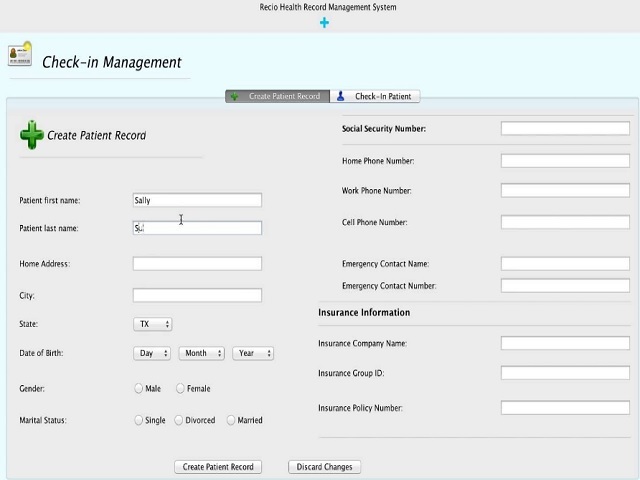 Recio Health Record Management System
Check-in Management
Create Patient Record
Check-In Patient
Create Patient Record
Patient first name: Sally
Patient last name:
Home Address:
City:
State: TX
Date of Birth: Day Month Year
Gender: Male Female
Marital Status: Single Divorced Married
Social Security Number:
Home Phone Number:
Work Phone Number:
Cell Phone Number:
Emergency Contact Name:
Emergency Contact Number:
Insurance Information
Insurance Company Name:
Insurance Group ID:
Insurance Policy Number:
Create Patient Record
Discard Changes